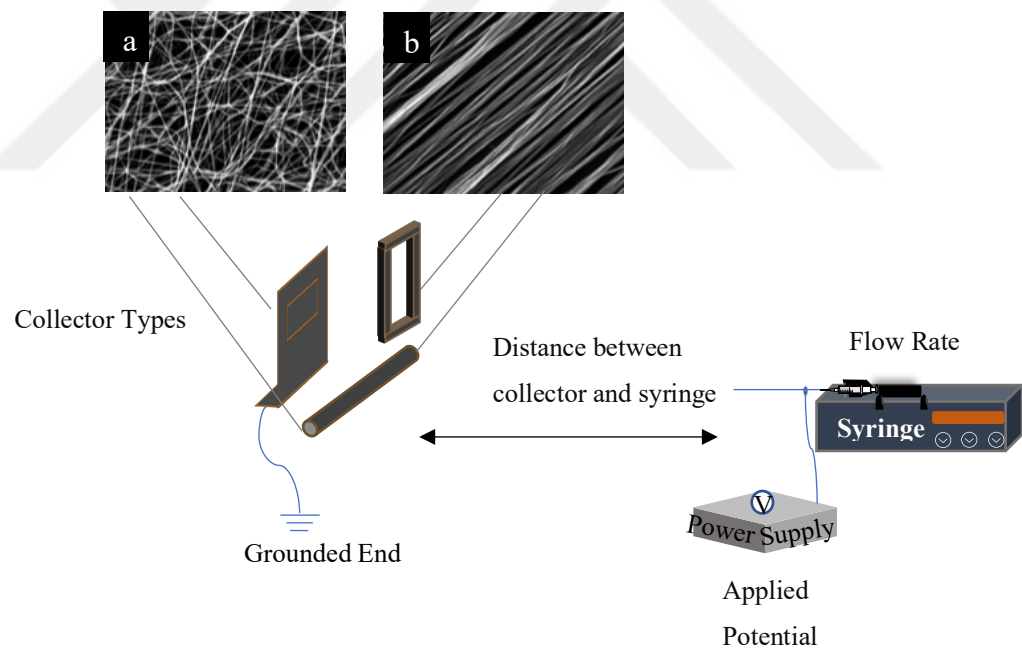 a
b
Collector Types
Distance between
collector and syringe
Flow Rate
Syringe
V
Power Supply
Grounded End
Applied
Potential